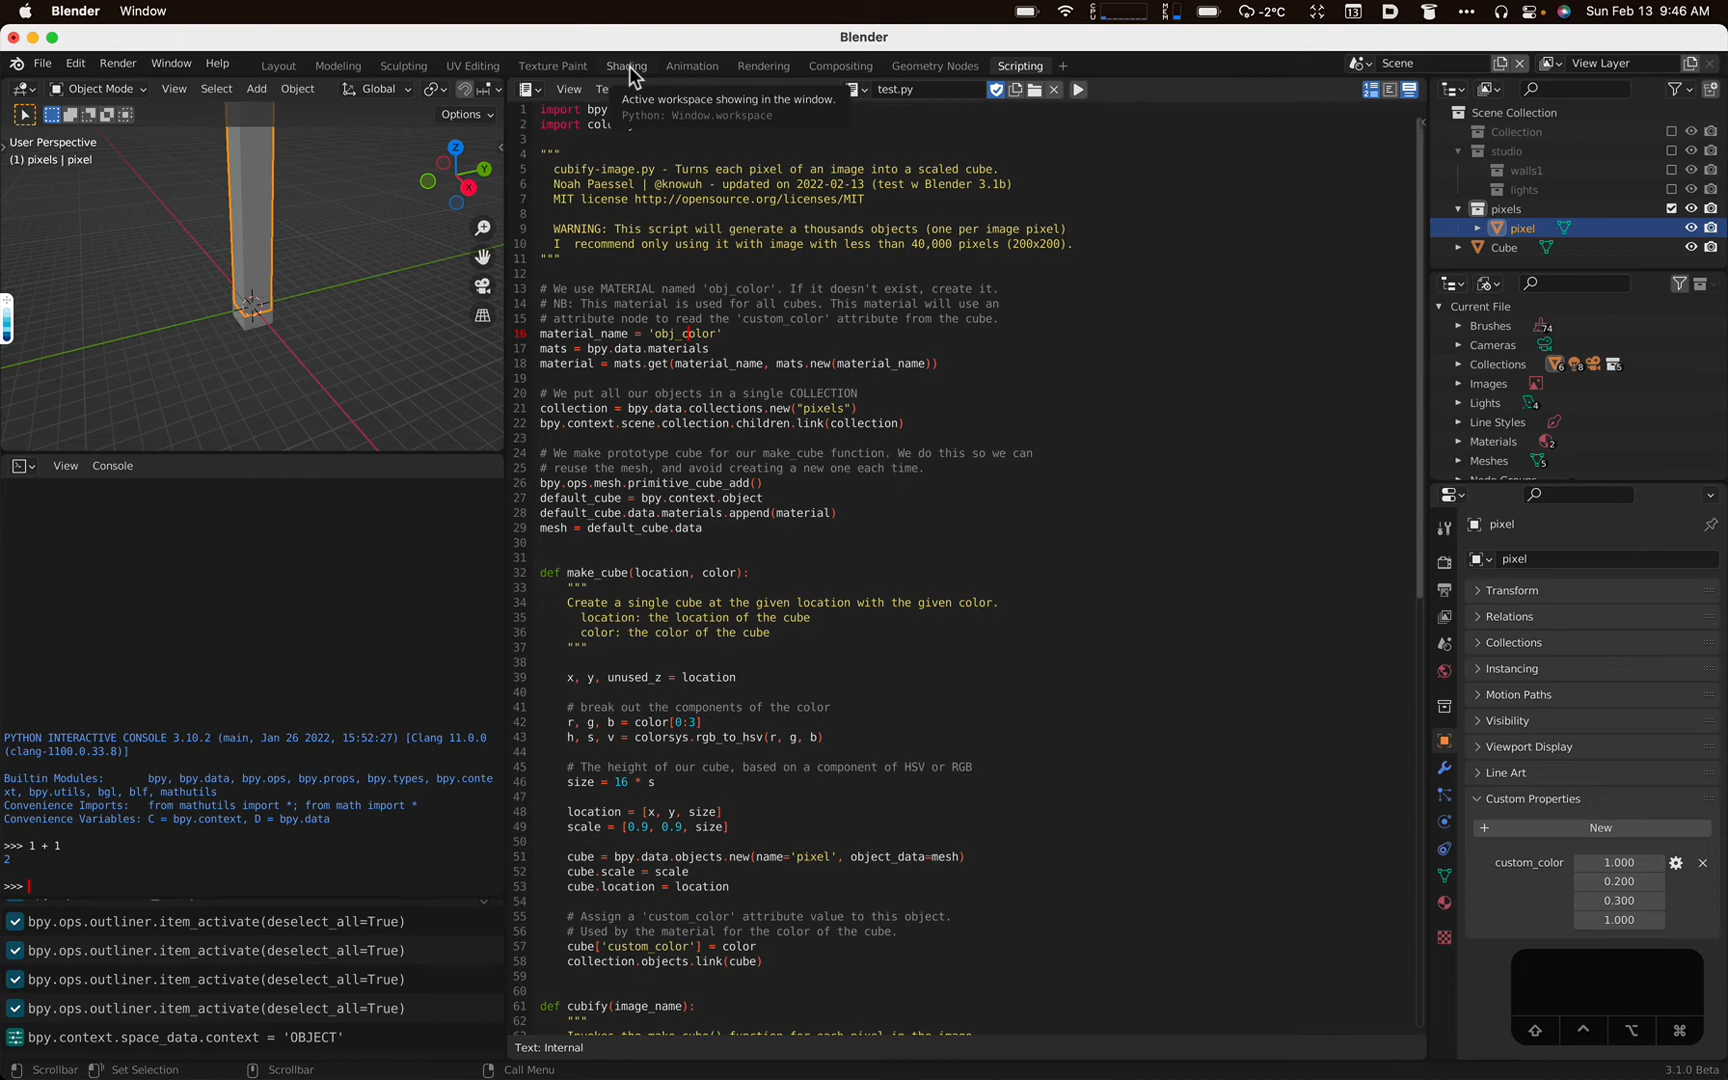 Blender Window
-2°C
13
Sun Feb 13 9:46 AM
Blender
File Edit Render Window Help
Layout Modeling Sculpting UV Editing Texture Paint Shading Animation Rendering Compositing Geometry Nodes Scripting +
Scene
View Layer
Object Mode View Select Add Object Global
Options
User Perspective
(1) pixels | pixel
Z
Y
X
View
test.py
Active workspace showing in the window.
Python: Window.workspace
1 import bpy
2
3
4 """
5 cubify-image.py - Turns each pixel of an image into a scaled cube.
6 Noah Paessel | @knowuh - updated on 2022-02-13 (test w Blender 3.1b)
7 MIT license http://opensource.org/licenses/MIT
8
9 WARNING: This script will generate a thousands objects (one per image pixel)
10 I recommend only using it with image with less than 40,000 pixels (200x200).
11 """
12
13 # We use MATERIAL named 'obj_color'. If it doesn't exist, create it.
14 # NB: This material is used for all cubes. This material will use an
15 # attribute node to read the 'custom_color' attribute from the cube.
16 material_name = 'obj_color'
17 mats = bpy.data.materials
18 material = mats.get(material_name, mats.new(material_name))
19
20 # We put all our objects in a single COLLECTION
21 collection = bpy.data.collections.new("pixels")
22 bpy.context.scene.collection.children.link(collection)
23
24 # We make prototype cube for our make_cube function. We do this so we can
25 # reuse the mesh, and avoid creating a new one each time.
26 bpy.ops.mesh.primitive_cube_add()
27 default_cube = bpy.context.object
28 default_cube.data.materials.append(material)
29 mesh = default_cube.data
30
31
32 def make_cube(location, color):
33 """
34 Create a single cube at the given location with the given color.
35 location: the location of the cube
36 color: the color of the cube
37 """
38
39 x, y, unused_z = location
40
41 # break out the components of the color
42 r, g, b = color[0:3]
43 h, s, v = colorsys.rgb_to_hsv(r, g, b)
44
45 # The height of our cube, based on a component of HSV or RGB
46 size = 16 * s
47
48 location = [x, y, size]
49 scale = [0.9, 0.9, size]
50
51 cube = bpy.data.objects.new(name='pixel', object_data=mesh)
52 cube.scale = scale
53 cube.location = location
54
55 # Assign a 'custom_color' attribute value to this object.
56 # Used by the material for the color of the cube.
57 cube['custom_color'] = color
58 collection.objects.link(cube)
59
60
61 def cubify(image_name):
62 """
Text: Internal
View Console
PYTHON INTERACTIVE CONSOLE 3.10.2 (main, Jan 26 2022, 15:52:27) [Clang 11.0.0
(clang-1100.0.33.8)]
Builtin Modules: bpy, bpy.data, bpy.ops, bpy.props, bpy.types, bpy.conte
xt, bpy.utils, bgl, blf, mathutils
Convenience Imports: from mathutils import *; from math import *
Convenience Variables: C = bpy.context, D = bpy.data
>>> 1 + 1
2
>>>
bpy.ops.outliner.item_activate(deselect_all=True)
bpy.ops.outliner.item_activate(deselect_all=True)
bpy.ops.outliner.item_activate(deselect_all=True)
bpy.ops.outliner.item_activate(deselect_all=True)
bpy.context.space_data.context = 'OBJECT'
Scene Collection
Collection
studio
walls1
lights
pixels
pixel
Cube
Current File
Brushes 74
Cameras
Collections 6 8 5
Images
Lights 4
Line Styles
Materials 2
Meshes 5
pixel
pixel
Transform
Relations
Collections
Instancing
Motion Paths
Visibility
Viewport Display
Line Art
Custom Properties
+ New
custom_color 1.000
0.200
0.300
1.000
Scrollbar Set Selection Scrollbar Call Menu 3.1.0 Beta